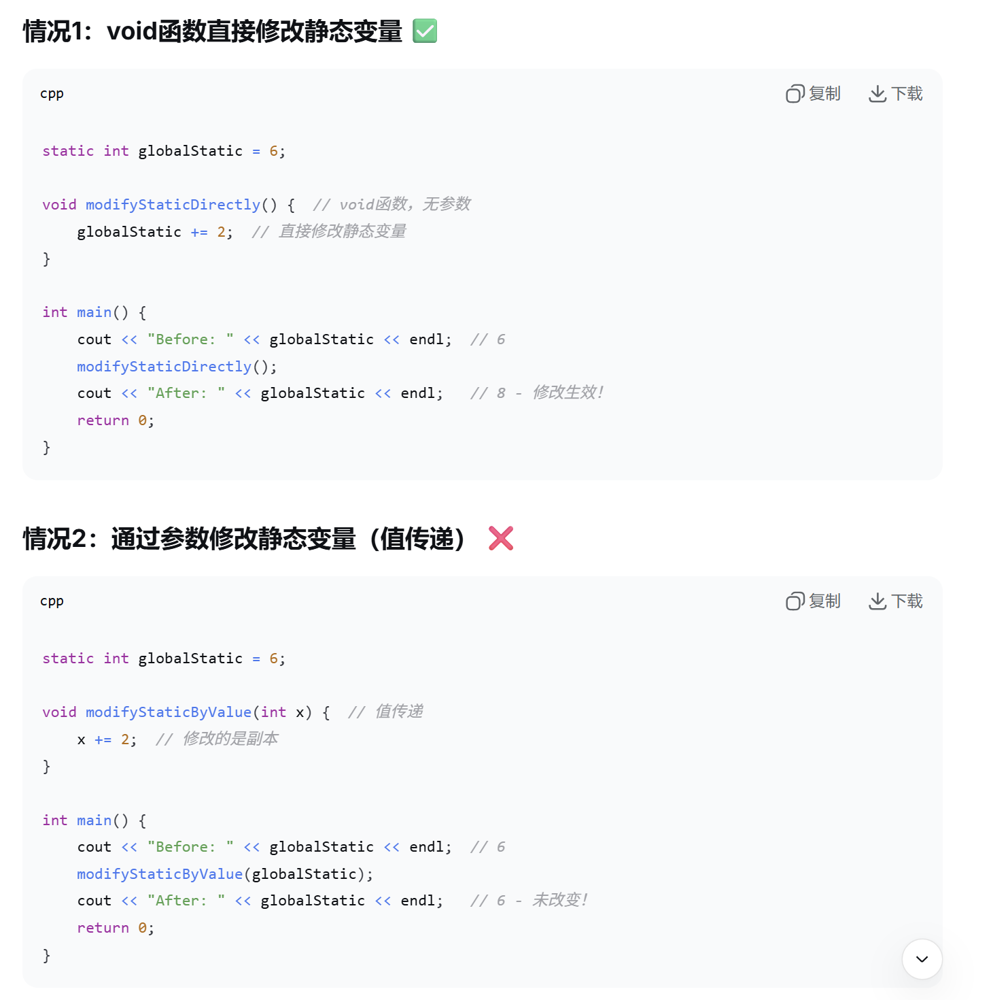 情况1：void函数直接修改静态变量 ✅
cpp
复制
下载
static int globalStatic = 6;
void modifyStaticDirectly() {  // void函数，无参数
    globalStatic += 2;  // 直接修改静态变量
}
int main() {
    cout << "Before: " << globalStatic << endl;  // 6
    modifyStaticDirectly();
    cout << "After: " << globalStatic << endl;   // 8 - 修改生效！
    return 0;
}
情况2：通过参数修改静态变量（值传递） ❌
cpp
复制
下载
static int globalStatic = 6;
void modifyStaticByValue(int x) {  // 值传递
    x += 2;  // 修改的是副本
}
int main() {
    cout << "Before: " << globalStatic << endl;  // 6
    modifyStaticByValue(globalStatic);
    cout << "After: " << globalStatic << endl;   // 6 - 未改变！
    return 0;
}